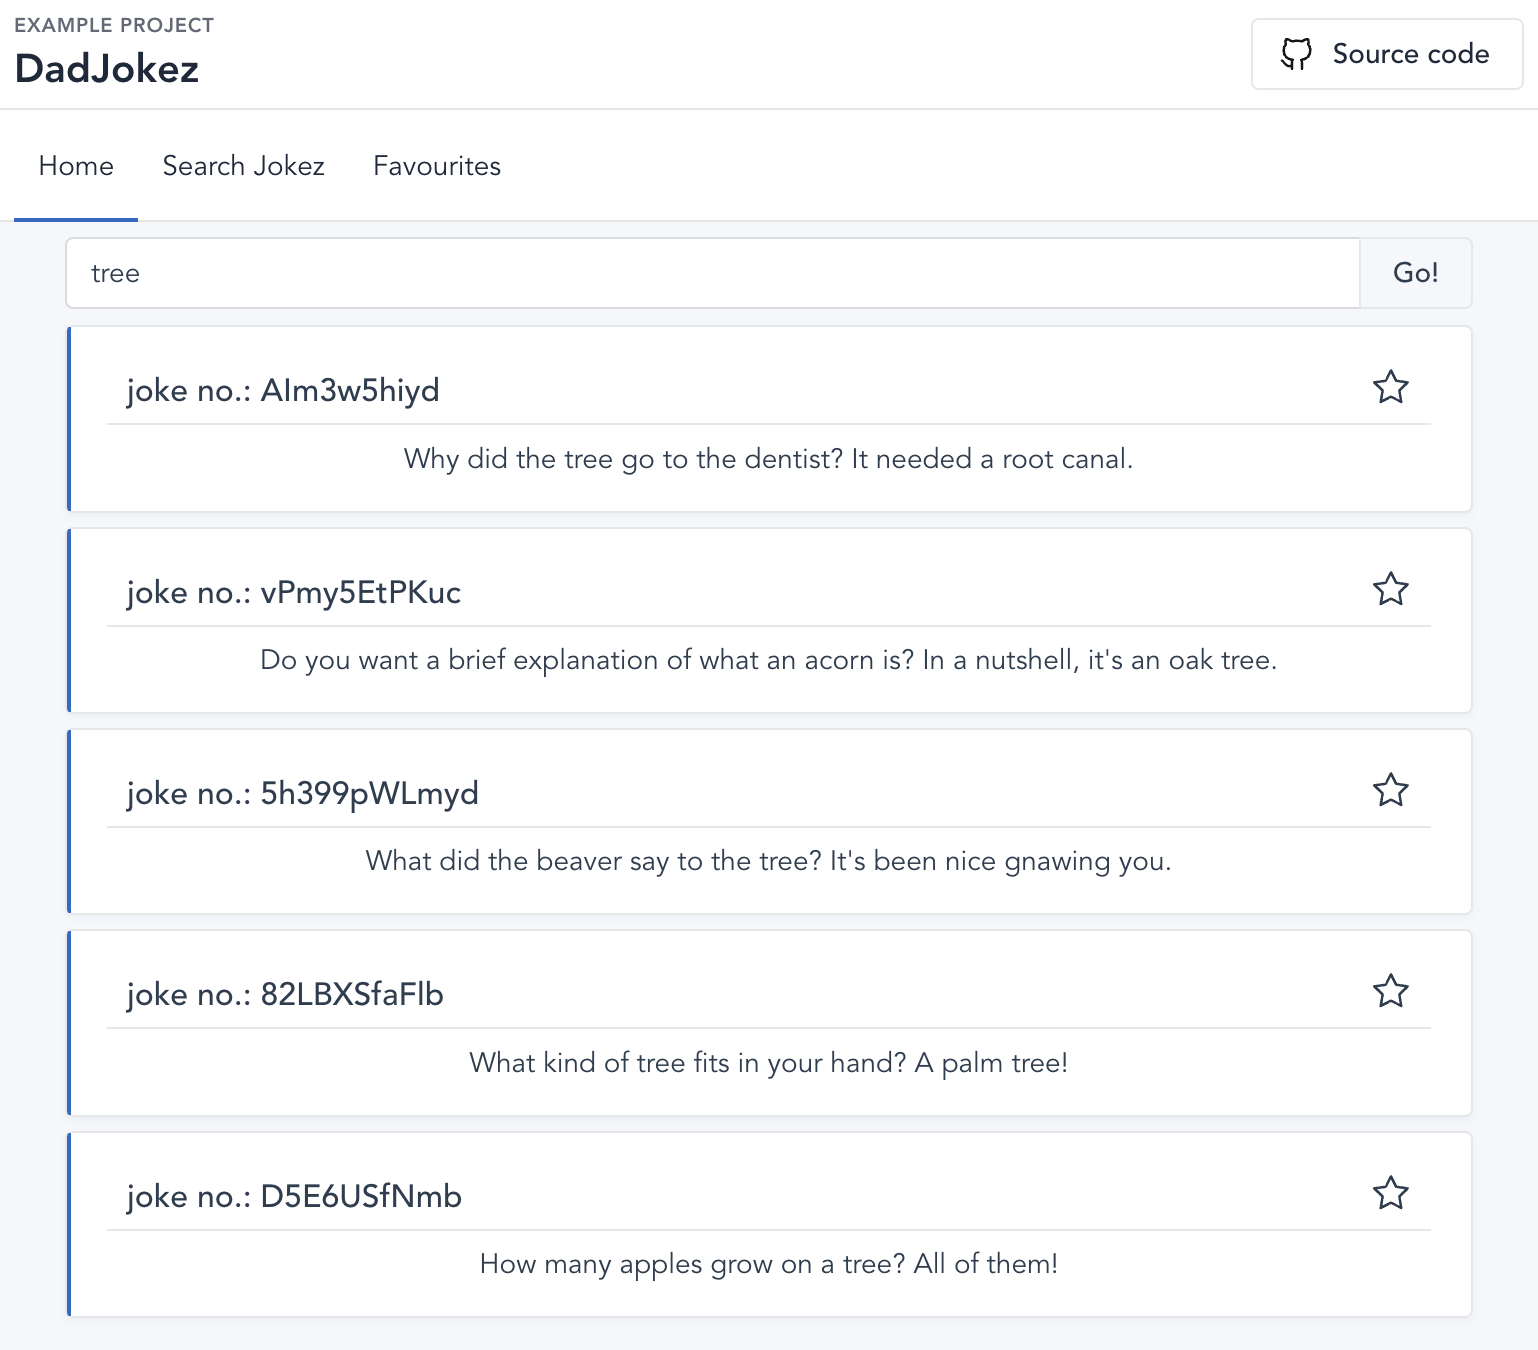 EXAMPLE PROJECT
DadJokez
Source code
Home Search Jokez Favourites
tree
Go!
joke no.: AIm3w5hiyd
Why did the tree go to the dentist? It needed a root canal.
joke no.: vPmy5EtPKuc
Do you want a brief explanation of what an acorn is? In a nutshell, it's an oak tree.
joke no.: 5h399pWLmyd
What did the beaver say to the tree? It's been nice gnawing you.
joke no.: 82LBXSfaFlb
What kind of tree fits in your hand? A palm tree!
joke no.: D5E6USfNmb
How many apples grow on a tree? All of them!